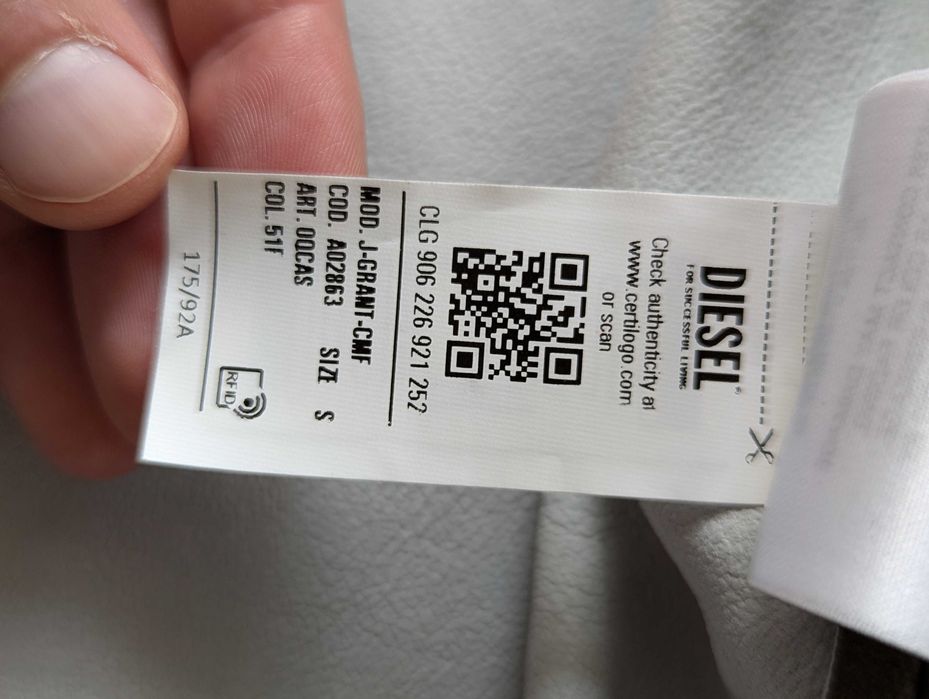 DIESEL®
FOR SUCCESSFUL LIVING
Check authenticity at
www.certilogo.com
or scan
CLG 906 226 921 252
MOD. J-GRANT-CMF
COD. A02863 SIZE S
ART. 0QCAS
COL. 51F
RFID
175/92A